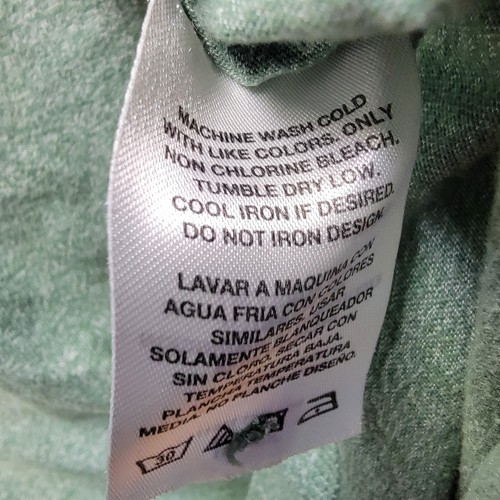 MACHINE WASH COLD
WITH LIKE COLORS. ONLY
NON CHLORINE BLEACH.
TUMBLE DRY LOW.
COOL IRON IF DESIRED.
DO NOT IRON DESIGN.
LAVAR A MAQUINA CON
AGUA FRIA CON COLORES
SIMILARES. USAR
SOLAMENTE BLANQUEADOR
SIN CLORO. SECAR CON
TEMPERATURA BAJA.
PLANCHA TEMPERATURA
MEDIA. NO PLANCHE DISEÑO.
30